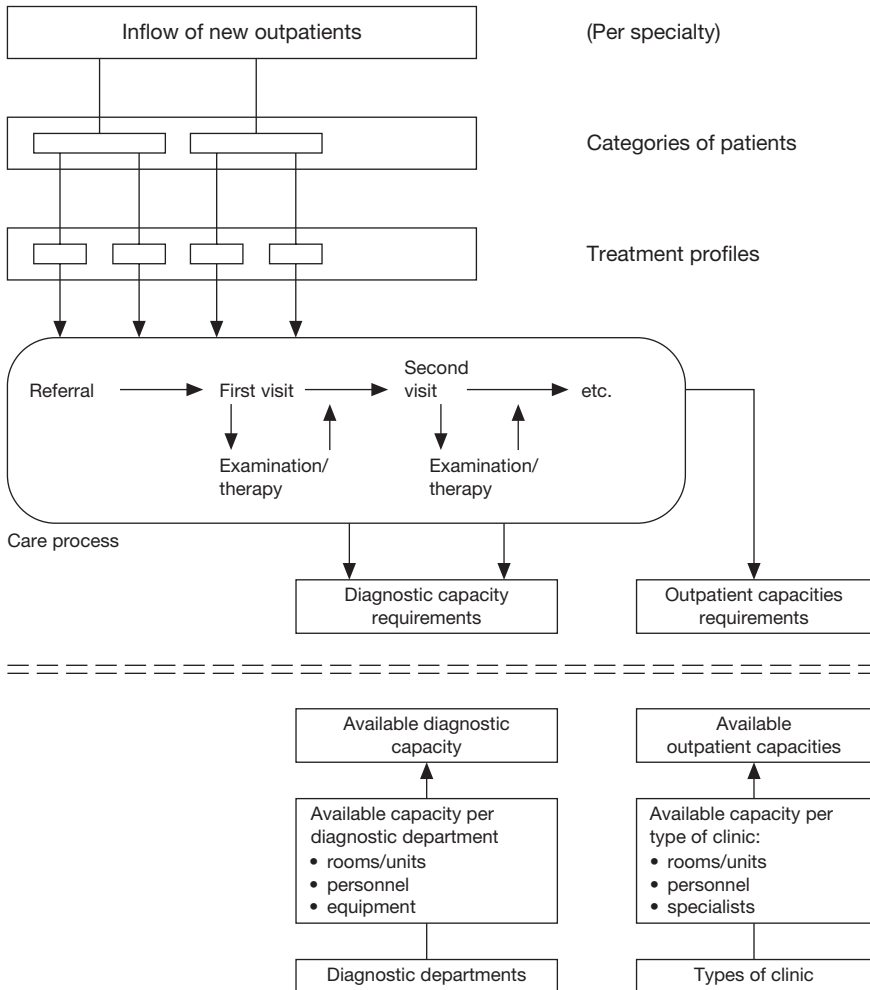 Inflow of new outpatients
(Per specialty)
Categories of patients
Treatment profiles
Referral
First visit
Second
visit
etc.
Examination/
therapy
Examination/
therapy
Care process
Diagnostic capacity
requirements
Outpatient capacities
requirements
Available diagnostic
capacity
Available
outpatient capacities
Available capacity per
diagnostic department
• rooms/units
• personnel
• equipment
Available capacity per
type of clinic:
• rooms/units
• personnel
• specialists
Diagnostic departments
Types of clinic